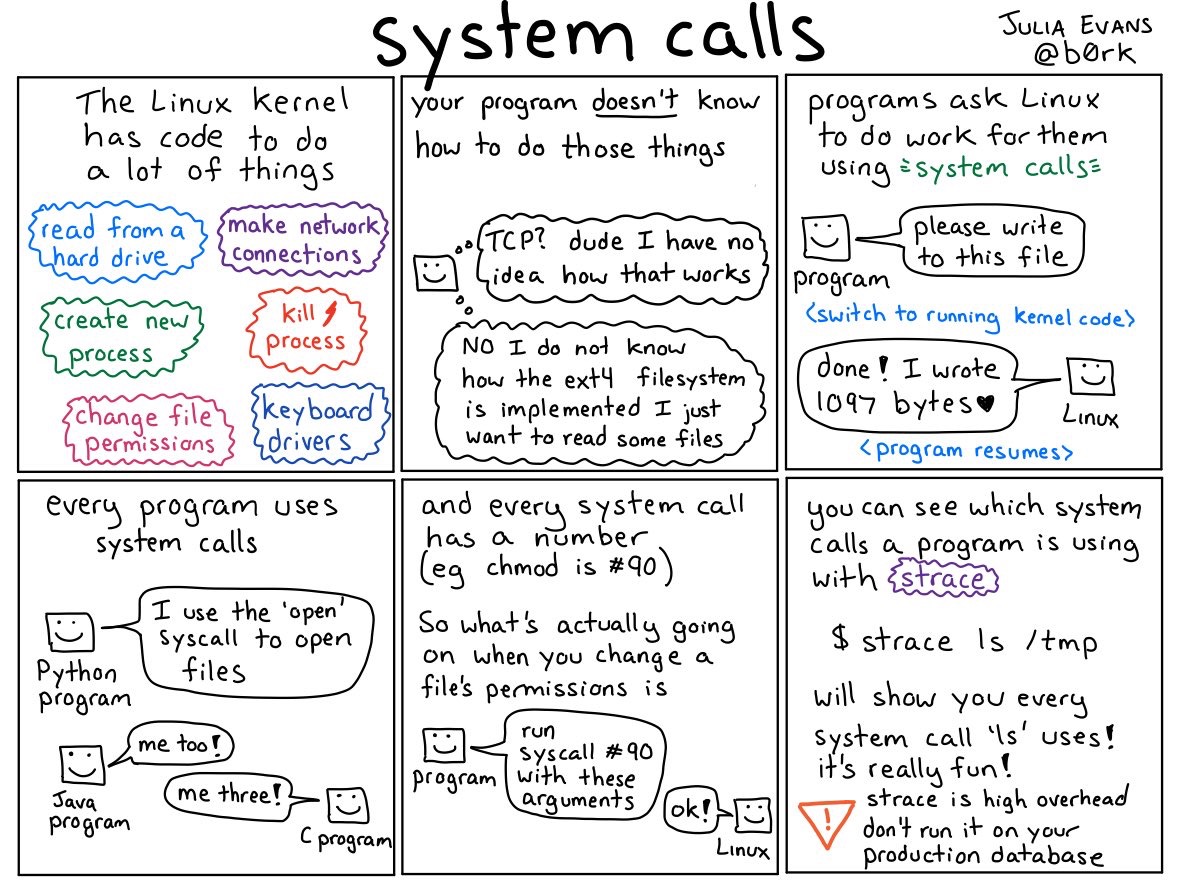 system calls
JULIA EVANS
@b0rk
The Linux kernel
has code to do
a lot of things
read from a
hard drive
make network
connections
create new
process
kill
process
change file
permissions
keyboard
drivers
your program doesn't know
how to do those things
TCP? dude I have no
idea how that works
NO I do not know
how the ext4 filesystem
is implemented I just
want to read some files
programs ask Linux
to do work for them
using system calls
please write
to this file
program
<switch to running kernel code>
done! I wrote
1097 bytes♥
Linux
<program resumes>
every program uses
system calls
I use the 'open'
syscall to open
files
Python
program
me too!
Java
program
me three!
C program
and every system call
has a number
(eg chmod is #90)
So what's actually going
on when you change a
file's permissions is
run
syscall #90
with these
arguments
program
ok!
Linux
you can see which system
calls a program is using
with strace
$ strace ls /tmp
will show you every
system call 'ls' uses!
it's really fun!
! strace is high overhead
don't run it on your
production database